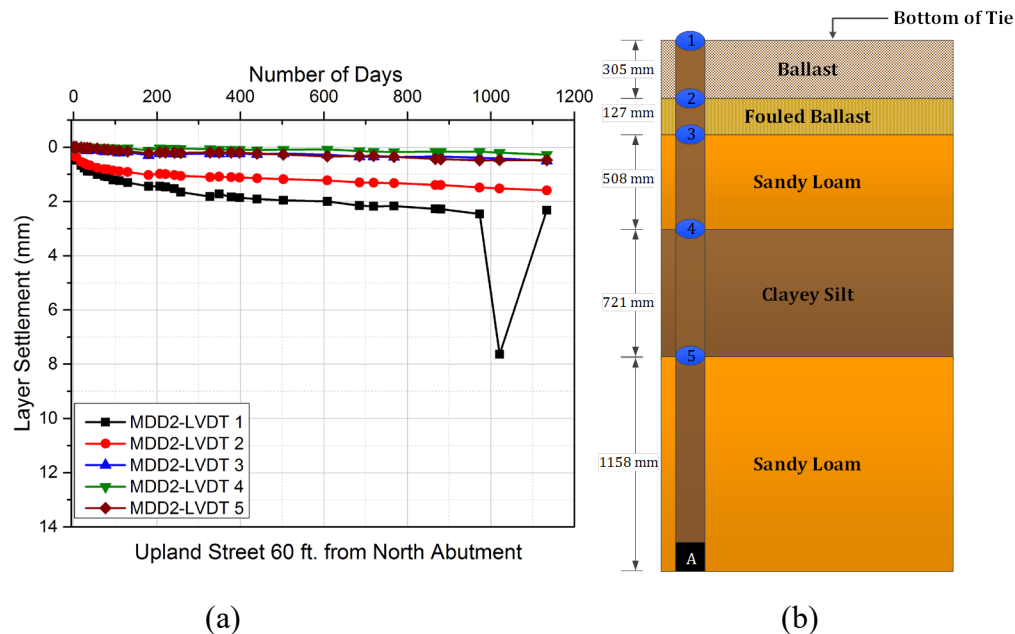 Number of Days
0 200 400 600 800 1000 1200
Layer Settlement (mm)
0
2
4
6
8
10
12
14
MDD2-LVDT 1
MDD2-LVDT 2
MDD2-LVDT 3
MDD2-LVDT 4
MDD2-LVDT 5
Upland Street 60 ft. from North Abutment
(a)
Bottom of Tie
1
305 mm
Ballast
2
127 mm
Fouled Ballast
3
508 mm
Sandy Loam
4
721 mm
Clayey Silt
5
1158 mm
Sandy Loam
A
(b)